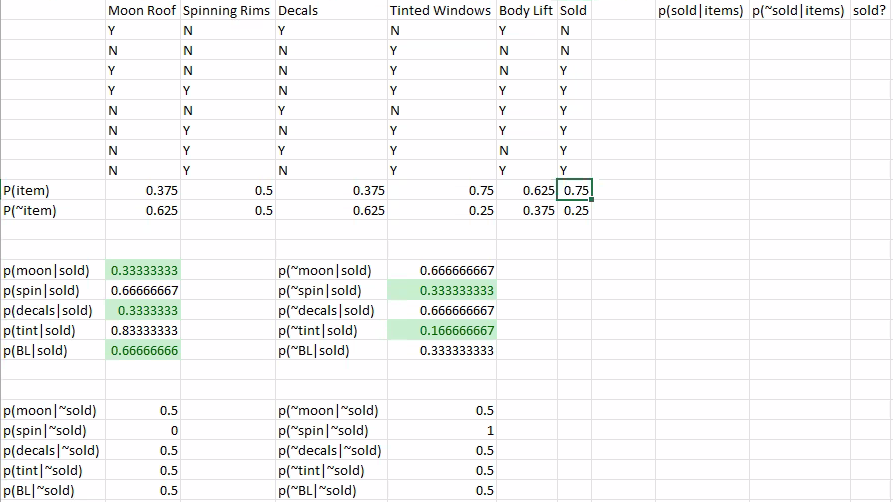 Moon Roof Spinning Rims Decals Tinted Windows Body Lift Sold p(sold|items) p(~sold|items) sold?
Y N Y N Y N
N N N Y N N
Y N N Y N Y
Y Y N Y Y Y
N N Y N Y Y
N Y N Y Y Y
N Y Y Y N Y
N Y N Y Y Y
P(item) 0.375 0.5 0.375 0.75 0.625 0.75
P(~item) 0.625 0.5 0.625 0.25 0.375 0.25
p(moon|sold) 0.33333333 p(~moon|sold) 0.666666667
p(spin|sold) 0.66666667 p(~spin|sold) 0.333333333
p(decals|sold) 0.3333333 p(~decals|sold) 0.666666667
p(tint|sold) 0.83333333 p(~tint|sold) 0.166666667
p(BL|sold) 0.66666666 p(~BL|sold) 0.333333333
p(moon|~sold) 0.5 p(~moon|~sold) 0.5
p(spin|~sold) 0 p(~spin|~sold) 1
p(decals|~sold) 0.5 p(~decals|~sold) 0.5
p(tint|~sold) 0.5 p(~tint|~sold) 0.5
p(BL|~sold) 0.5 p(~BL|~sold) 0.5